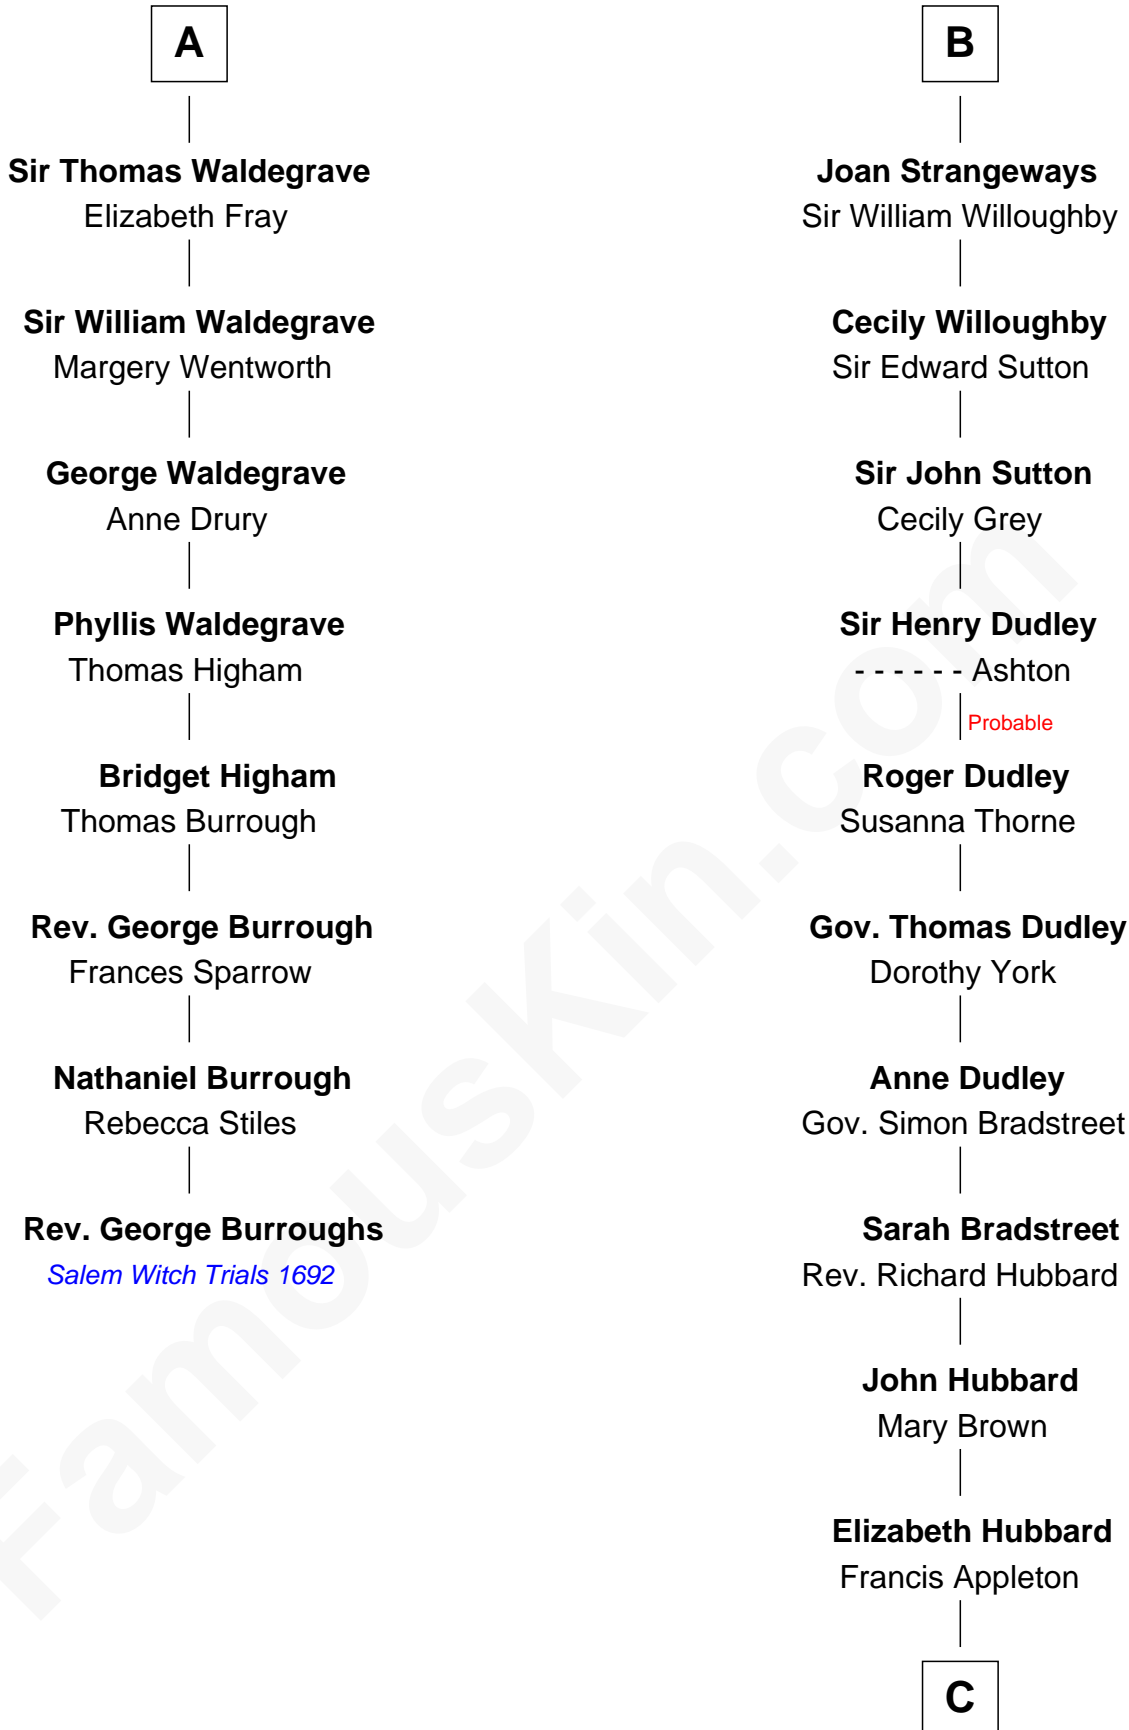 A
Sir Thomas Waldegrave
Elizabeth Fray
Sir William Waldegrave
Margery Wentworth
George Waldegrave
Anne Drury
Phyllis Waldegrave
Thomas Higham
Bridget Higham
Thomas Burrough
Rev. George Burrough
Frances Sparrow
Nathaniel Burrough
Rebecca Stiles
Rev. George Burroughs
Salem Witch Trials 1692
B
Joan Strangeways
Sir William Willoughby
Cecily Willoughby
Sir Edward Sutton
Sir John Sutton
Cecily Grey
Sir Henry Dudley
- - - - - - Ashton
Probable
Roger Dudley
Susanna Thorne
Gov. Thomas Dudley
Dorothy York
Anne Dudley
Gov. Simon Bradstreet
Sarah Bradstreet
Rev. Richard Hubbard
John Hubbard
Mary Brown
Elizabeth Hubbard
Francis Appleton
C
FamousKin.com